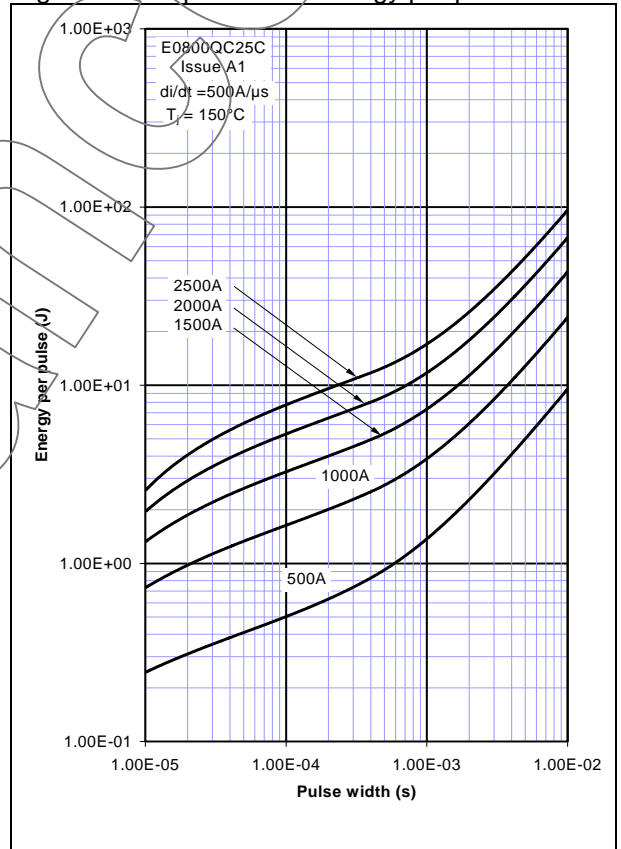 1.00E+03
E0800QC25C
Issue A1
di/dt =500A/µs
Tj = 150°C
1.00E+02
2500A
2000A
1500A
Energy per pulse (J)
1.00E+01
1000A
1.00E+00
500A
1.00E-01
1.00E-05 1.00E-04 1.00E-03 1.00E-02
Pulse width (s)